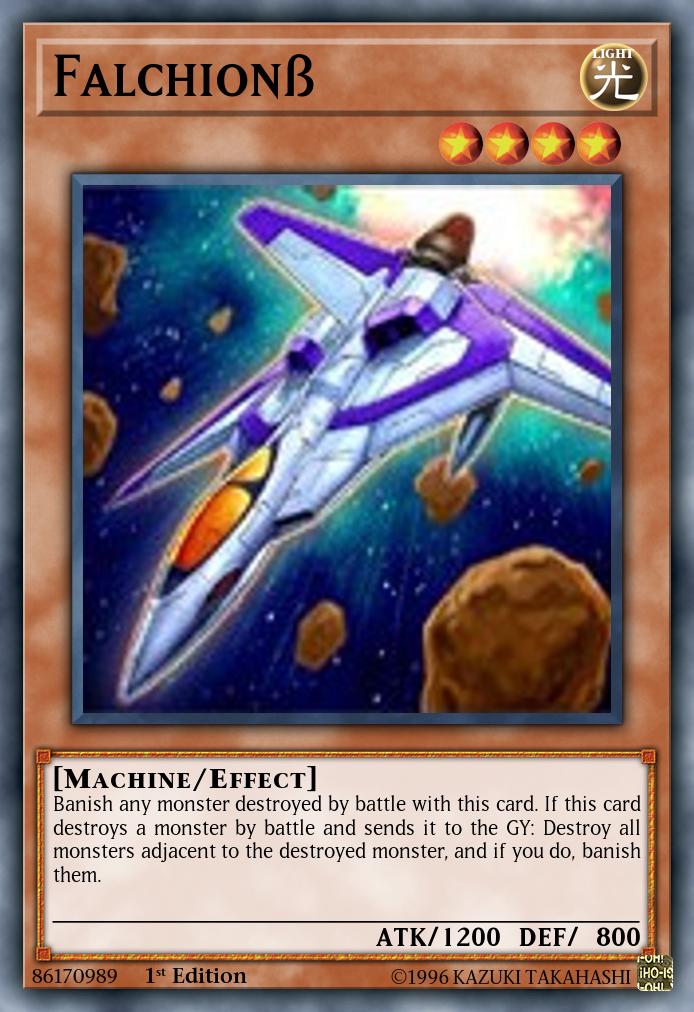 Falchionß
LIGHT
光
[Machine/Effect]
Banish any monster destroyed by battle with this card. If this card
destroys a monster by battle and sends it to the GY: Destroy all
monsters adjacent to the destroyed monster, and if you do, banish
them.
ATK/1200 DEF/ 800
86170989 1st Edition ©1996 KAZUKI TAKAHASHI